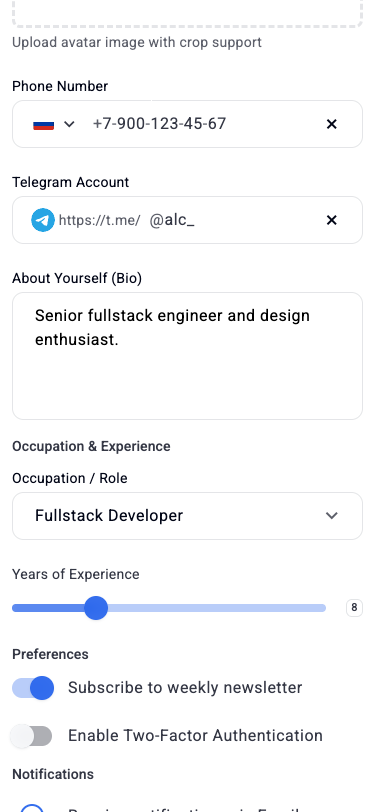 Upload avatar image with crop support
Phone Number
+7-900-123-45-67
Telegram Account
https://t.me/ @alc_
About Yourself (Bio)
Senior fullstack engineer and design
enthusiast.
Occupation & Experience
Occupation / Role
Fullstack Developer
Years of Experience
8
Preferences
Subscribe to weekly newsletter
Enable Two-Factor Authentication
Notifications